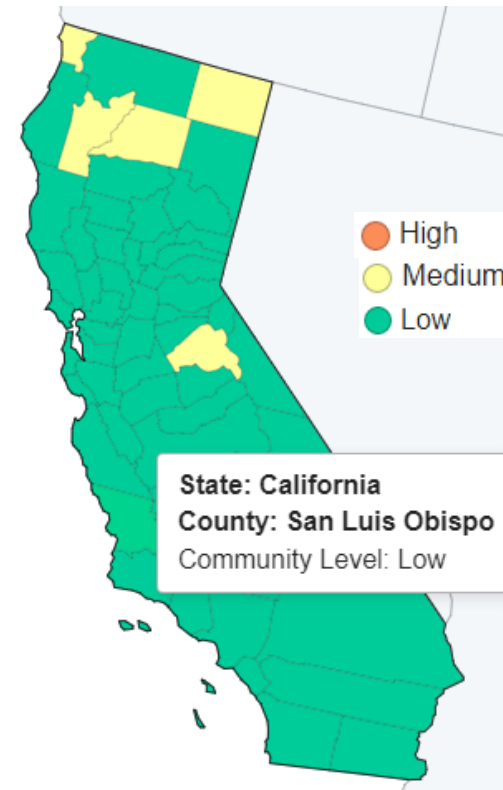 High
Medium
Low
State: California
County: San Luis Obispo
Community Level: Low